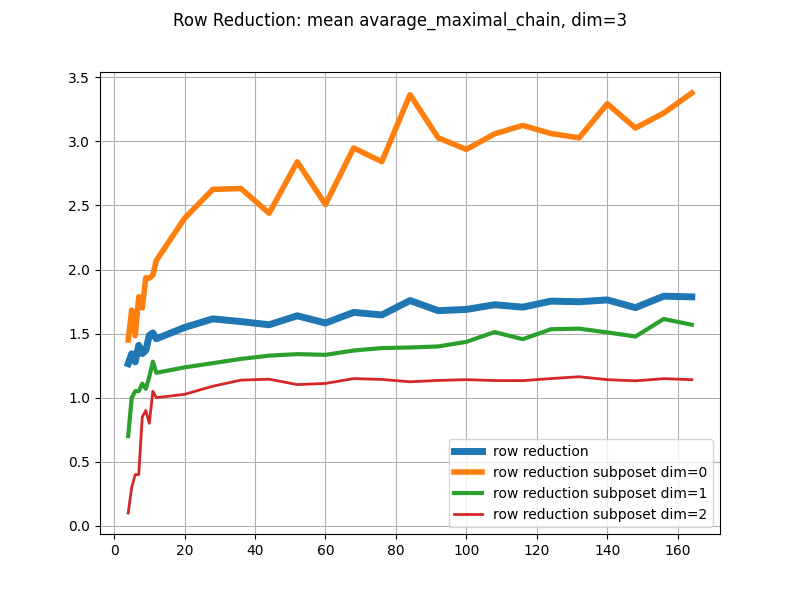 Row Reduction: mean avarage_maximal_chain, dim=3
3.5
3.0
2.5
2.0
1.5
1.0
0.5
0.0
row reduction
row reduction subposet dim=0
row reduction subposet dim=1
row reduction subposet dim=2
0 20 40 60 80 100 120 140 160